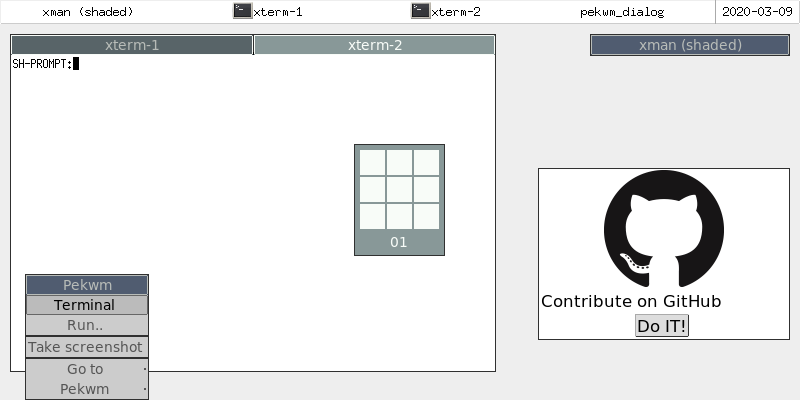 xman (shaded) xterm-1 xterm-2 pekwm_dialog 2020-03-09
xterm-1 xterm-2 xman (shaded)
SH-PROMPT:
01
Pekwm
Terminal
Run..
Take screenshot
Go to
Pekwm
Contribute on GitHub
Do IT!